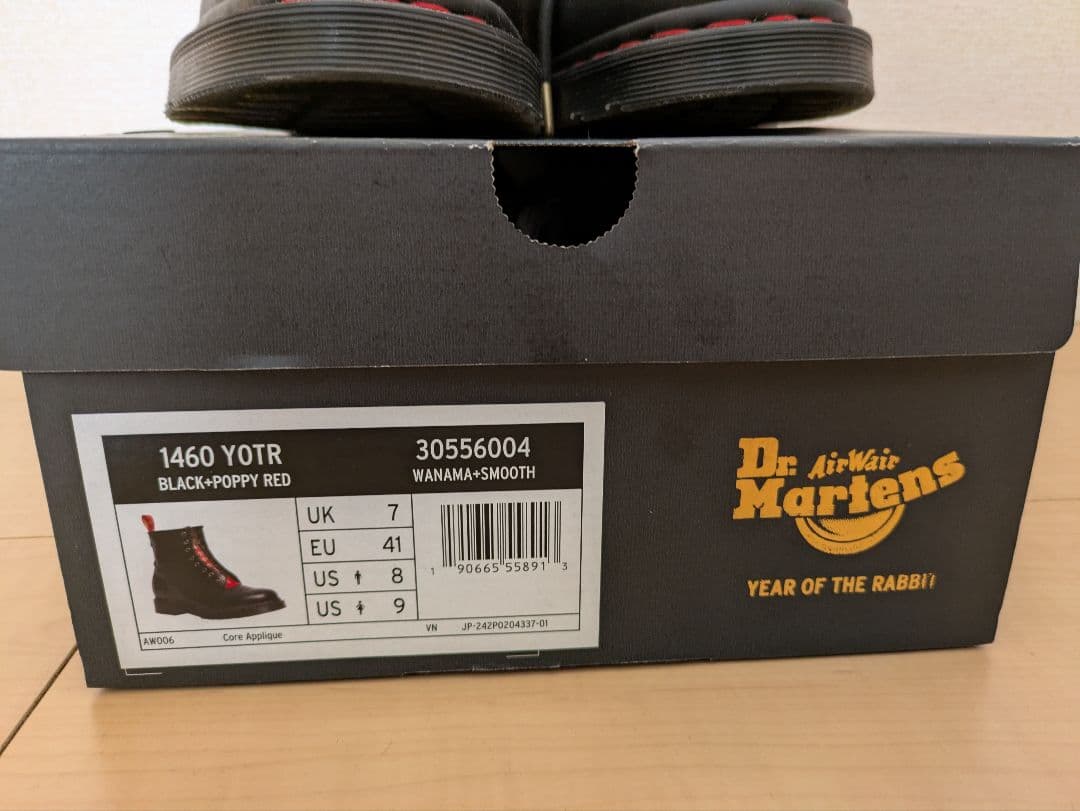 1460 YOTR
BLACK+POPPY RED
30556004
WANAMA+SMOOTH
UK 7
EU 41
US 8
US 9
1 90665 55891 3
VN JP-242P0204337-01
AW006 Core Applique
Dr. AirWair
Martens
YEAR OF THE RABBIT